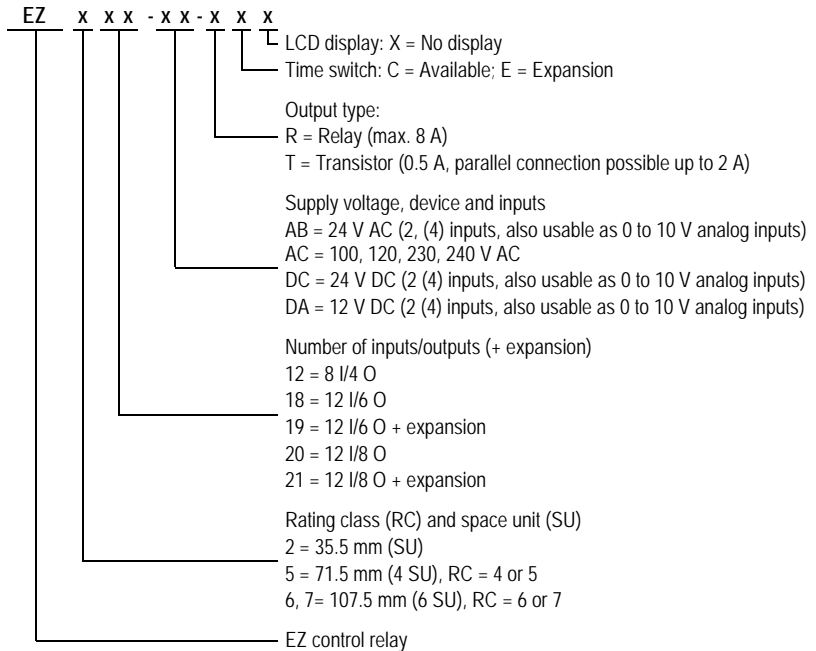 EZ x x x - x x - x x x
LCD display: X = No display
Time switch: C = Available; E = Expansion
Output type:
R = Relay (max. 8 A)
T = Transistor (0.5 A, parallel connection possible up to 2 A)
Supply voltage, device and inputs
AB = 24 V AC (2, (4) inputs, also usable as 0 to 10 V analog inputs)
AC = 100, 120, 230, 240 V AC
DC = 24 V DC (2 (4) inputs, also usable as 0 to 10 V analog inputs)
DA = 12 V DC (2 (4) inputs, also usable as 0 to 10 V analog inputs)
Number of inputs/outputs (+ expansion)
12 = 8 I/4 O
18 = 12 I/6 O
19 = 12 I/6 O + expansion
20 = 12 I/8 O
21 = 12 I/8 O + expansion
Rating class (RC) and space unit (SU)
2 = 35.5 mm (SU)
5 = 71.5 mm (4 SU), RC = 4 or 5
6, 7= 107.5 mm (6 SU), RC = 6 or 7
EZ control relay